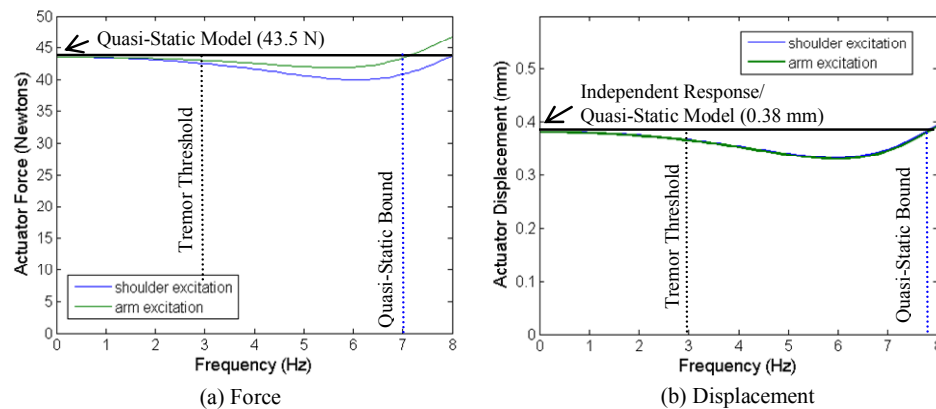 Actuator Force (Newtons)
50
45
40
35
30
25
20
15
10
5
0
Quasi-Static Model (43.5 N)
Tremor Threshold
Quasi-Static Bound
shoulder excitation
arm excitation
0 1 2 3 4 5 6 7 8
Frequency (Hz)
(a) Force
Actuator Displacement (mm)
0.6
0.5
0.4
0.3
0.2
0.1
0
shoulder excitation
arm excitation
Independent Response/
Quasi-Static Model (0.38 mm)
Tremor Threshold
Quasi-Static Bound
0 1 2 3 4 5 6 7 8
Frequency (Hz)
(b) Displacement